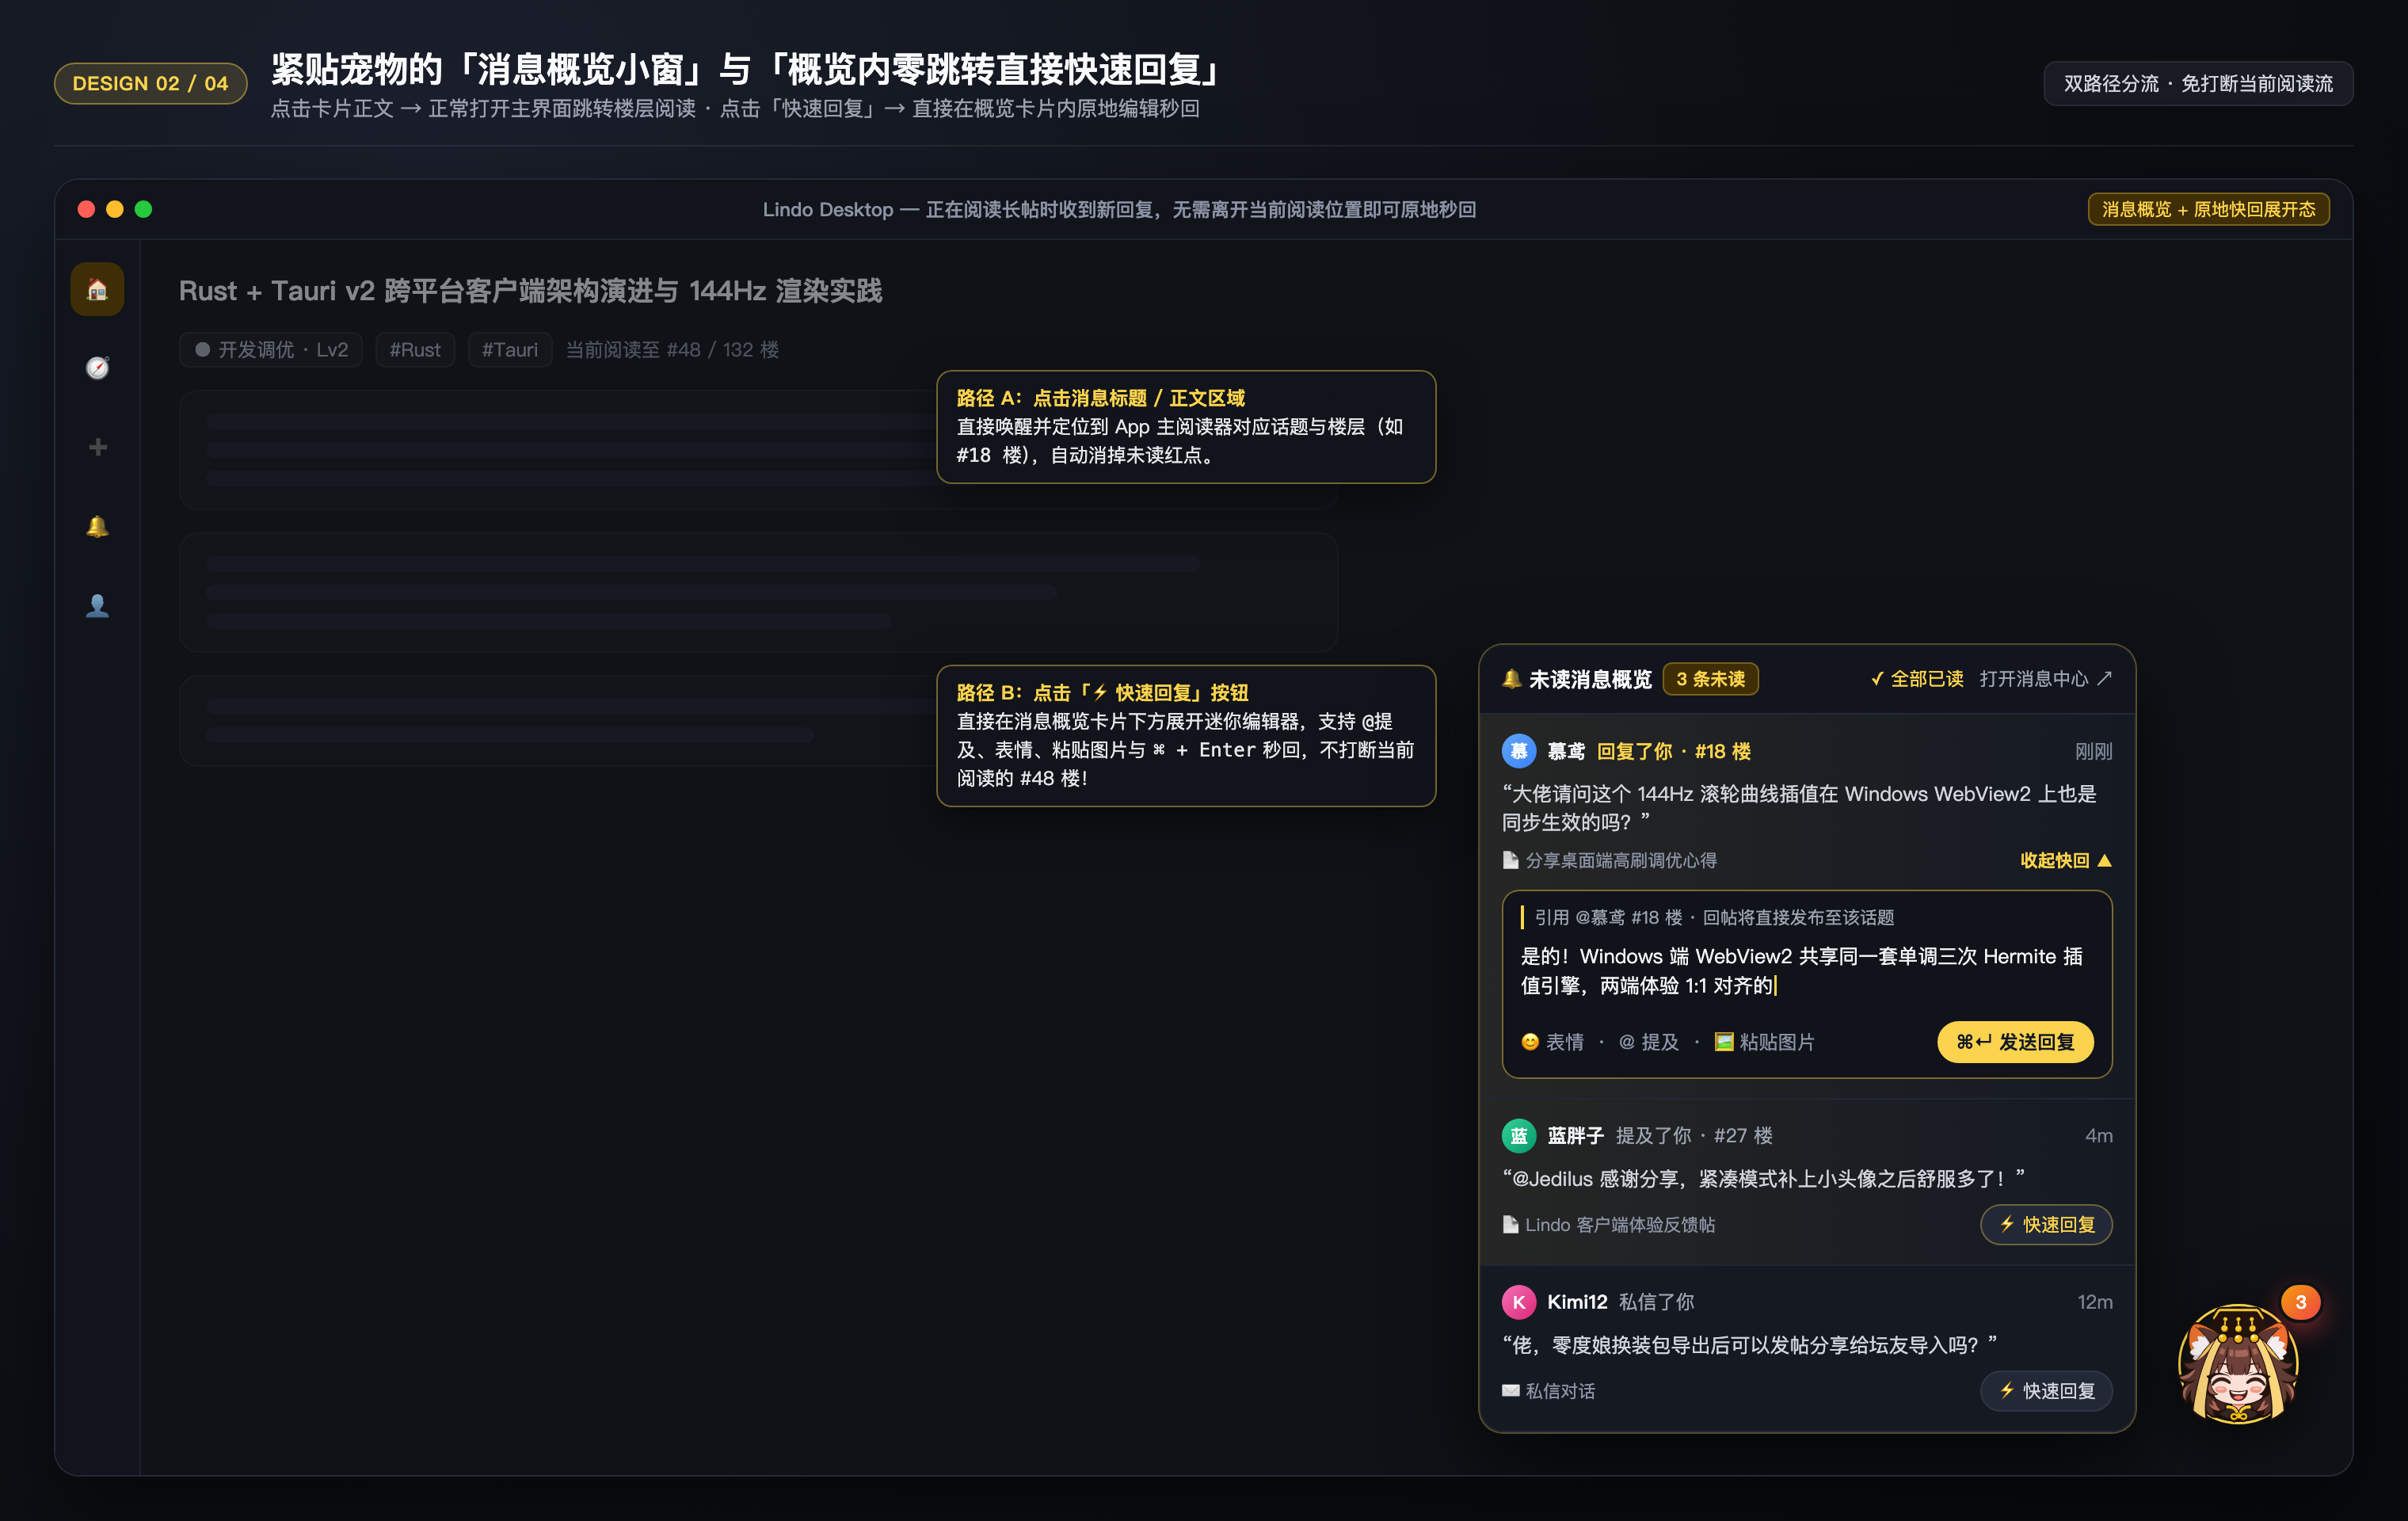 DESIGN 02 / 04
紧贴宠物的「消息概览小窗」与「概览内零跳转直接快速回复」
点击卡片正文 → 正常打开主界面跳转楼层阅读 · 点击「快速回复」→ 直接在概览卡片内原地编辑秒回
双路径分流 · 免打断当前阅读流
Lindo Desktop — 正在阅读长帖时收到新回复，无需离开当前阅读位置即可原地秒回
消息概览 + 原地快回展开态
Rust + Tauri v2 跨平台客户端架构演进与 144Hz 渲染实践
开发调优 · Lv2
#Rust
#Tauri
当前阅读至 #48 / 132 楼
路径 A：点击消息标题 / 正文区域
直接唤醒并定位到 App 主阅读器对应话题与楼层（如
#18 楼），自动消掉未读红点。
路径 B：点击「⚡ 快速回复」按钮
直接在消息概览卡片下方展开迷你编辑器，支持 @提
及、表情、粘贴图片与 ⌘ + Enter 秒回，不打断当前
阅读的 #48 楼！
🔔 未读消息概览
3 条未读
✓ 全部已读
打开消息中心 ↗
慕
慕鸢 回复了你 · #18 楼
刚刚
“大佬请问这个 144Hz 滚轮曲线插值在 Windows WebView2 上也是
同步生效的吗？”
📄 分享桌面端高刷调优心得
收起快回 ▲
引用 @慕鸢 #18 楼 · 回帖将直接发布至该话题
是的！Windows 端 WebView2 共享同一套单调三次 Hermite 插
值引擎，两端体验 1:1 对齐的
😊 表情 · @ 提及 · 🖼️ 粘贴图片
⌘↵ 发送回复
蓝
蓝胖子 提及了你 · #27 楼
4m
“@Jedilus 感谢分享，紧凑模式补上小头像之后舒服多了！”
📄 Lindo 客户端体验反馈帖
⚡ 快速回复
K
Kimi12 私信了你
12m
“佬，零度娘换装包导出后可以发帖分享给坛友导入吗？”
✉️ 私信对话
⚡ 快速回复
3